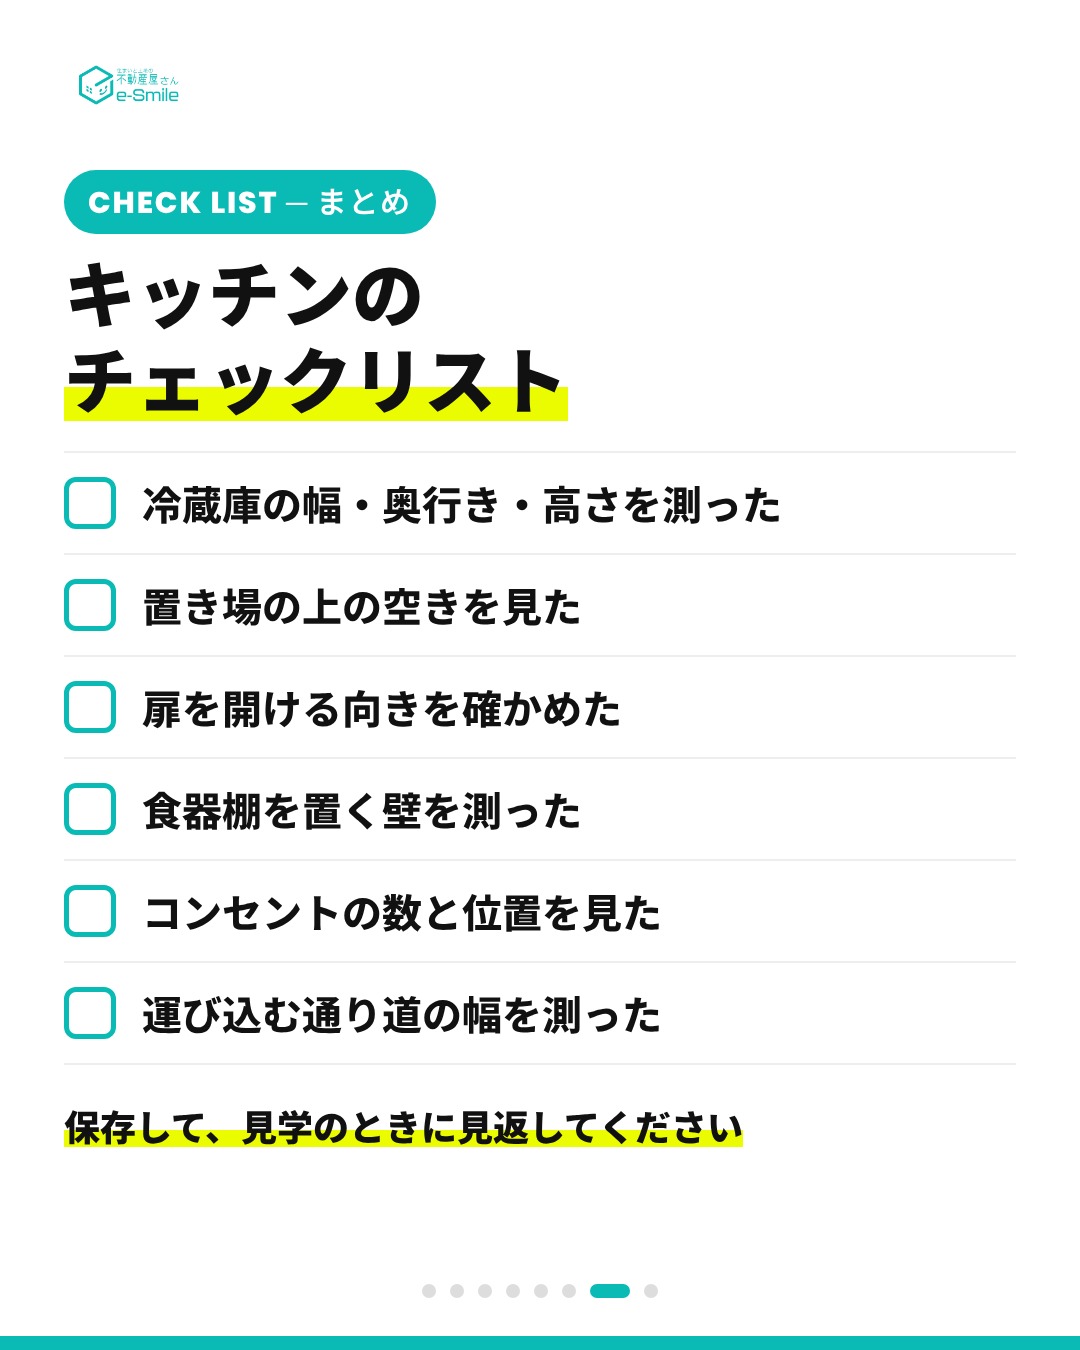 不動産屋さん
e-Smile
CHECK LIST — まとめ
キッチンの
チェックリスト
冷蔵庫の幅・奥行き・高さを測った
置き場の上の空きを見た
扉を開ける向きを確かめた
食器棚を置く壁を測った
コンセントの数と位置を見た
運び込む通り道の幅を測った
保存して、見学のときに見返してください